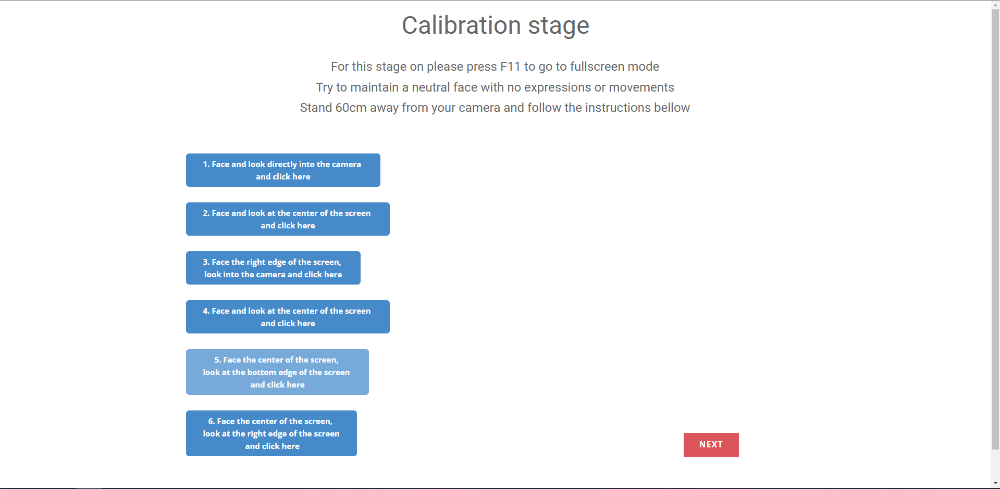 Calibration stage
For this stage on please press F11 to go to fullscreen mode
Try to maintain a neutral face with no expressions or movements
Stand 60cm away from your camera and follow the instructions bellow
1. Face and look directly into the camera
and click here
2. Face and look at the center of the screen
and click here
3. Face the right edge of the screen,
look into the camera and click here
4. Face and look at the center of the screen
and click here
5. Face the center of the screen,
look at the bottom edge of the screen
and click here
6. Face the center of the screen,
look at the right edge of the screen
and click here
NEXT